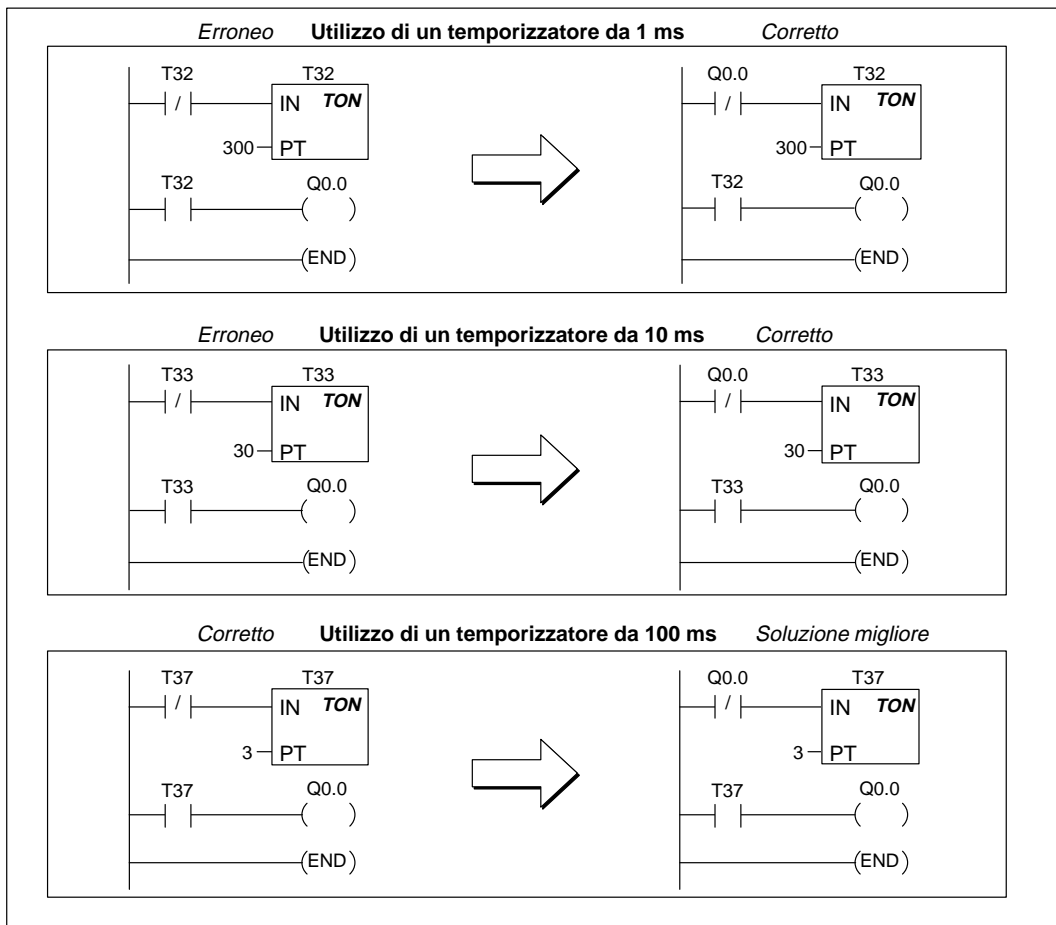 Erroneo Utilizzo di un temporizzatore da 1 ms Corretto
T32 T32 Q0.0 T32
/ IN TON / IN TON
300 PT 300 PT
T32 Q0.0 T32 Q0.0
(END) (END)
Erroneo Utilizzo di un temporizzatore da 10 ms Corretto
T33 T33 Q0.0 T33
/ IN TON / IN TON
30 PT 30 PT
T33 Q0.0 T33 Q0.0
(END) (END)
Corretto Utilizzo di un temporizzatore da 100 ms Soluzione migliore
T37 T37 Q0.0 T37
/ IN TON / IN TON
3 PT 3 PT
T37 Q0.0 T37 Q0.0
(END) (END)